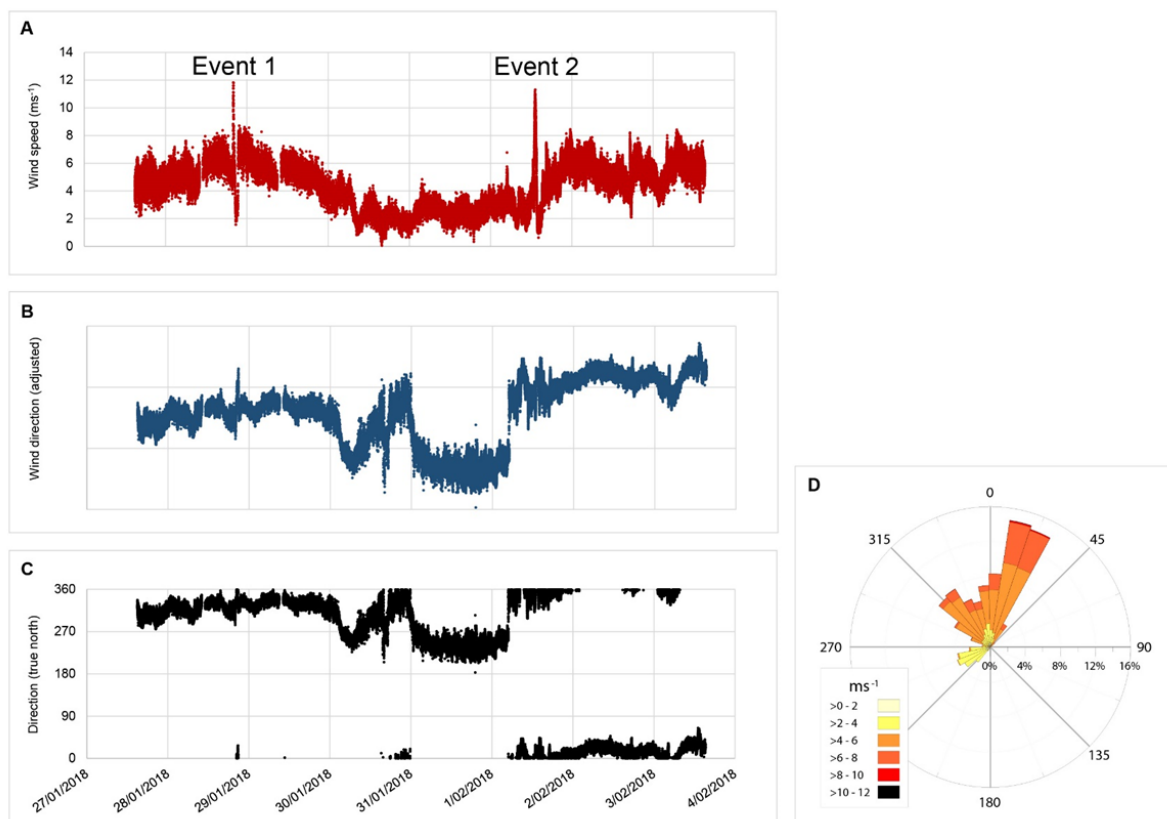 A
Wind speed (ms-1)
14
12
10
8
6
4
2
0
Event 1
Event 2
B
Wind direction (adjusted)
C
Direction (true north)
360
270
180
90
0
27/01/2018
28/01/2018
29/01/2018
30/01/2018
31/01/2018
1/02/2018
2/02/2018
3/02/2018
4/02/2018
D
0
315
45
270
90
0% 4% 8% 12% 16%
135
180
ms-1
>0 - 2
>2 - 4
>4 - 6
>6 - 8
>8 - 10
>10 - 12